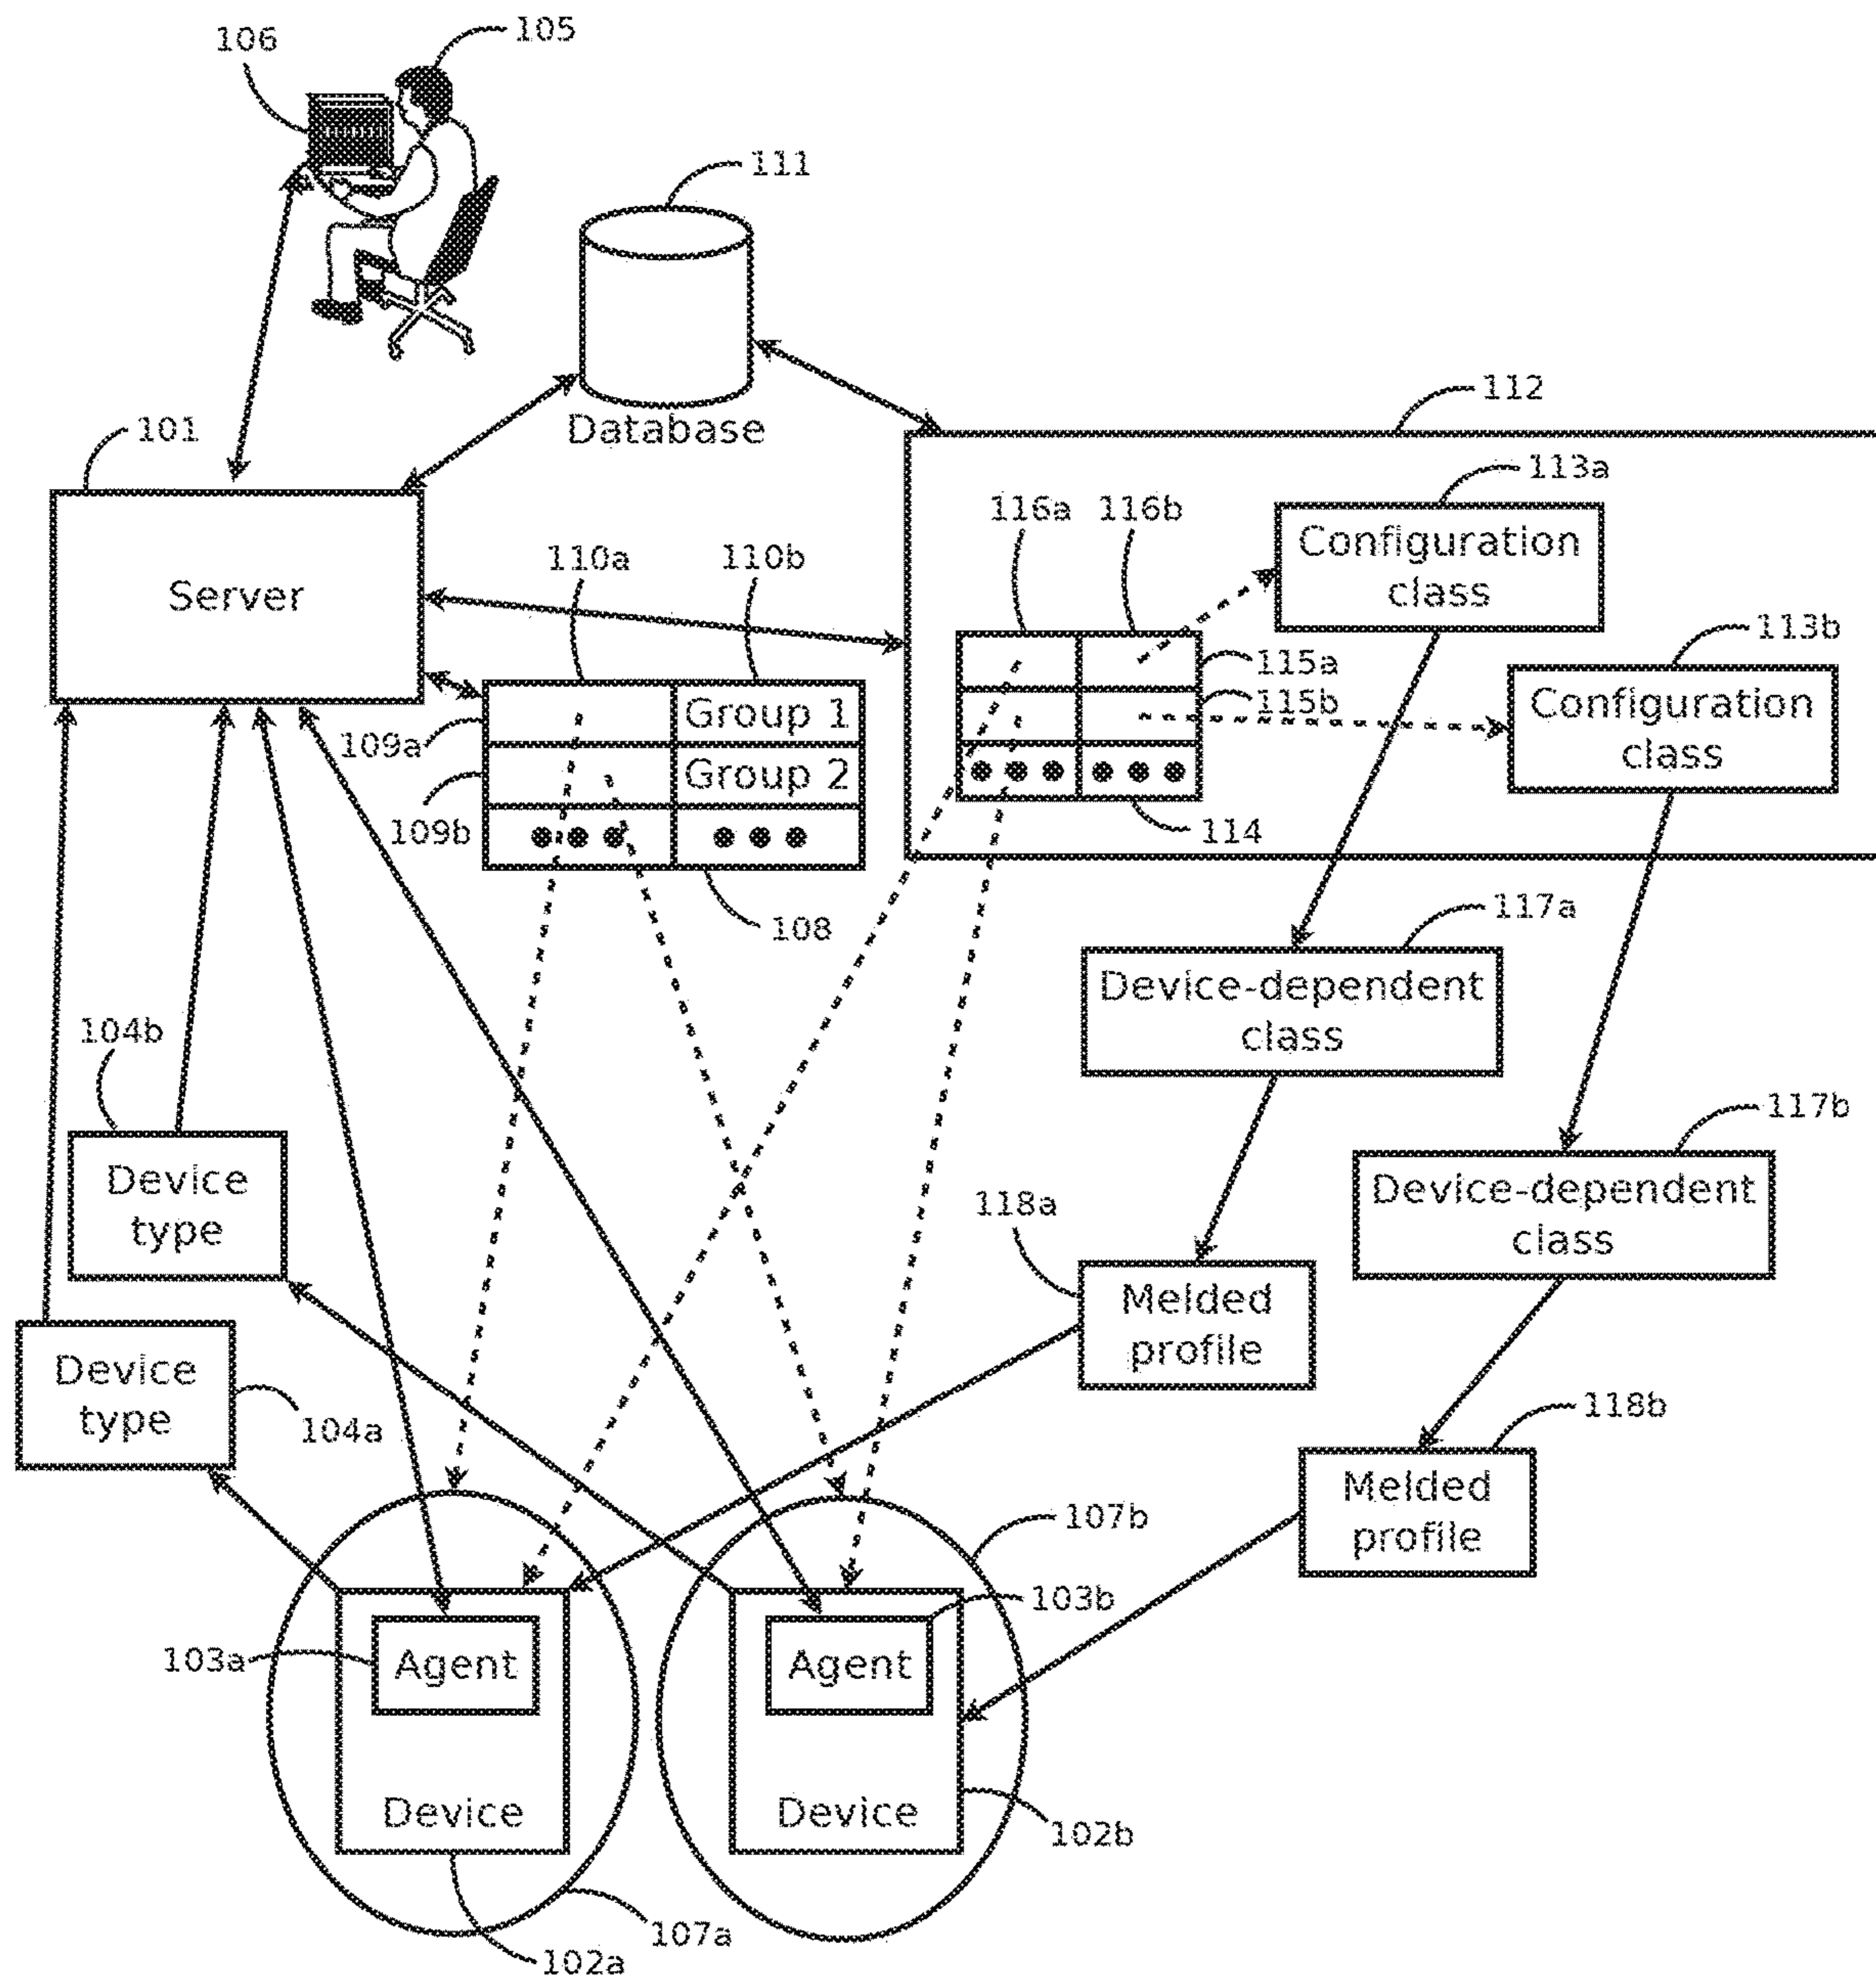 106
105
111
Database
112
101
Server
113a
Configuration
class
116a
116b
113b
Configuration
class
110a
110b
115a
115b
109a
Group 1
109b
Group 2
114
108
117a
Device-dependent
class
104b
Device
type
117b
Device-dependent
class
118a
Melded
profile
Device
type
104a
118b
Melded
profile
107b
103a
Agent
Agent
103b
Device
Device
102b
107a
102a